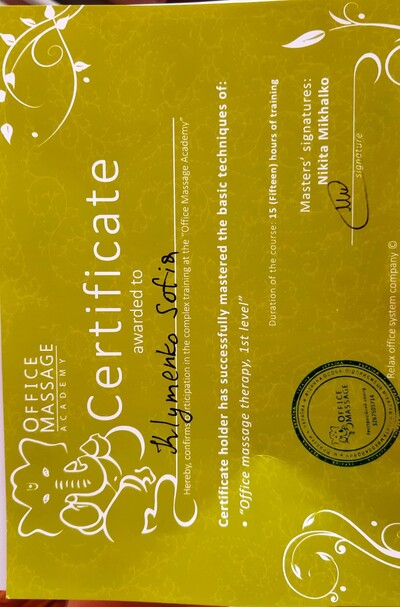 OFFICE
MASSAGE
ACADEMY
Certificate
awarded to
Klymenko Sofia
Hereby, confirms participation in the complex training at the "Office Massage Academy"
Certificate holder has successfully mastered the basic techniques of:
• "Office massage therapy, 1st level"
Duration of the course: 15 (Fifteen) hours of training
Masters' signatures:
Nikita Mikhalko
signature
OFFICE
MASSAGE
Relax office system company ©